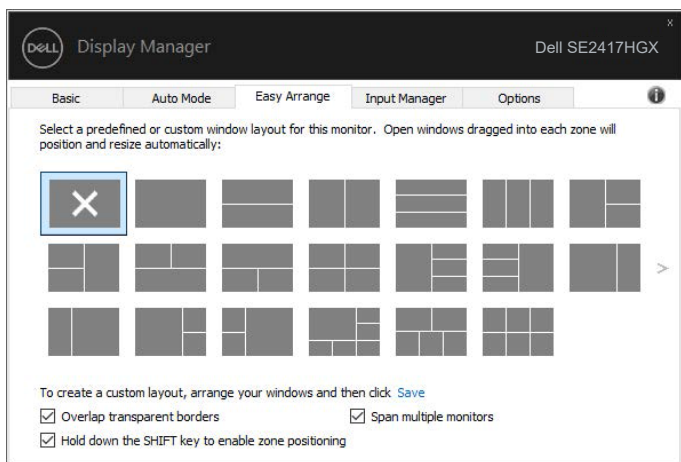 x
DELL Display Manager Dell SE2417HGX
Basic Auto Mode Easy Arrange Input Manager Options i
Select a predefined or custom window layout for this monitor. Open windows dragged into each zone will
position and resize automatically:
>
To create a custom layout, arrange your windows and then click Save
Overlap transparent borders Span multiple monitors
Hold down the SHIFT key to enable zone positioning